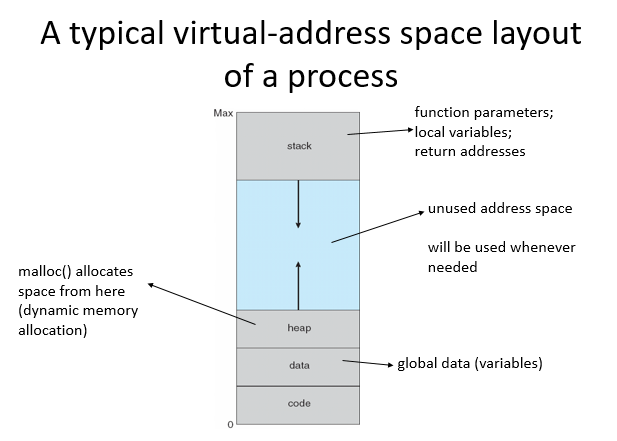 A typical virtual-address space layout
of a process
Max
function parameters;
local variables;
return addresses
stack
unused address space
will be used whenever
needed
malloc() allocates
space from here
(dynamic memory
allocation)
heap
data
global data (variables)
code
0